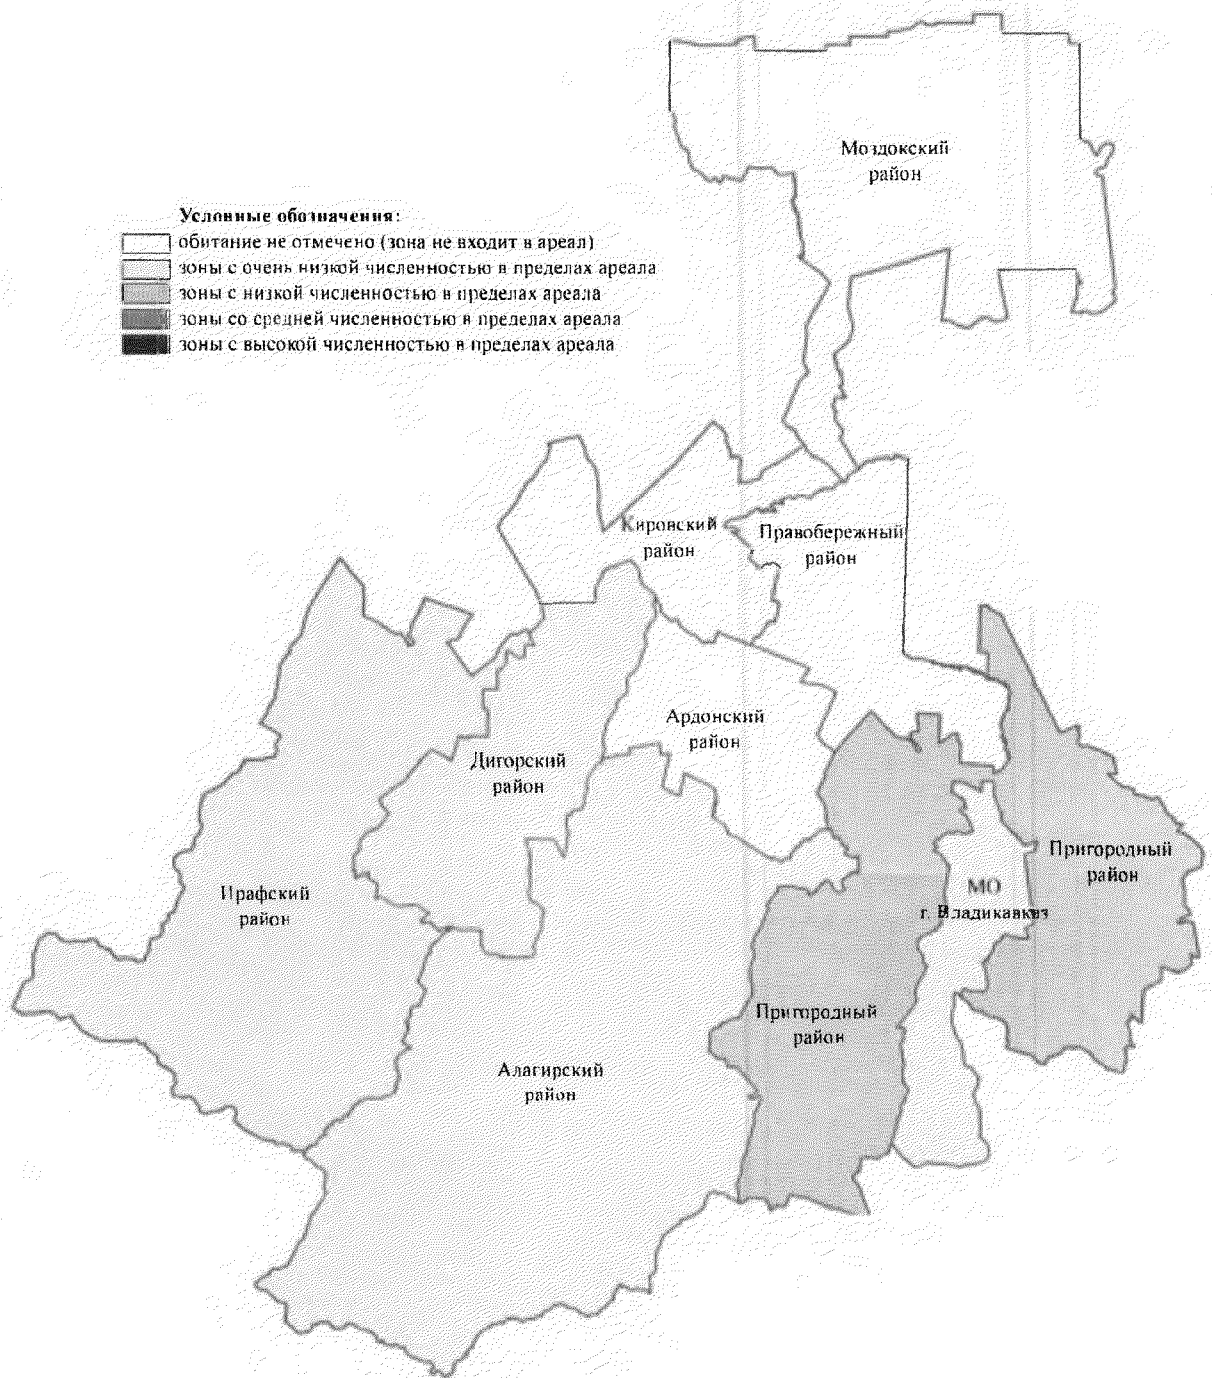 Моздокский
район
Условные обозначения:
обитание не отмечено (зона не входит в ареал)
зоны с очень низкой численностью в пределах ареала
зоны с низкой численностью в пределах ареала
зоны со средней численностью в пределах ареала
зоны с высокой численностью в пределах ареала
Кировский
район
Правобережный
район
Ардонский
район
Дигорский
район
Пригородный
район
Ирафский
район
МО
г. Владикавказ
Пригородный
район
Алагирский
район